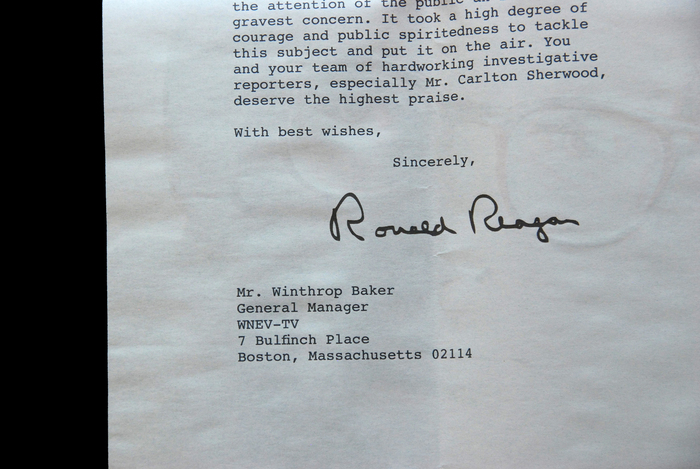 the attention of the public
gravest concern. It took a high degree of
courage and public spiritedness to tackle
this subject and put it on the air. You
and your team of hardworking investigative
reporters, especially Mr. Carlton Sherwood,
deserve the highest praise.
With best wishes,
Sincerely,
Ronald Reagan
Mr. Winthrop Baker
General Manager
WNEV-TV
7 Bulfinch Place
Boston, Massachusetts 02114